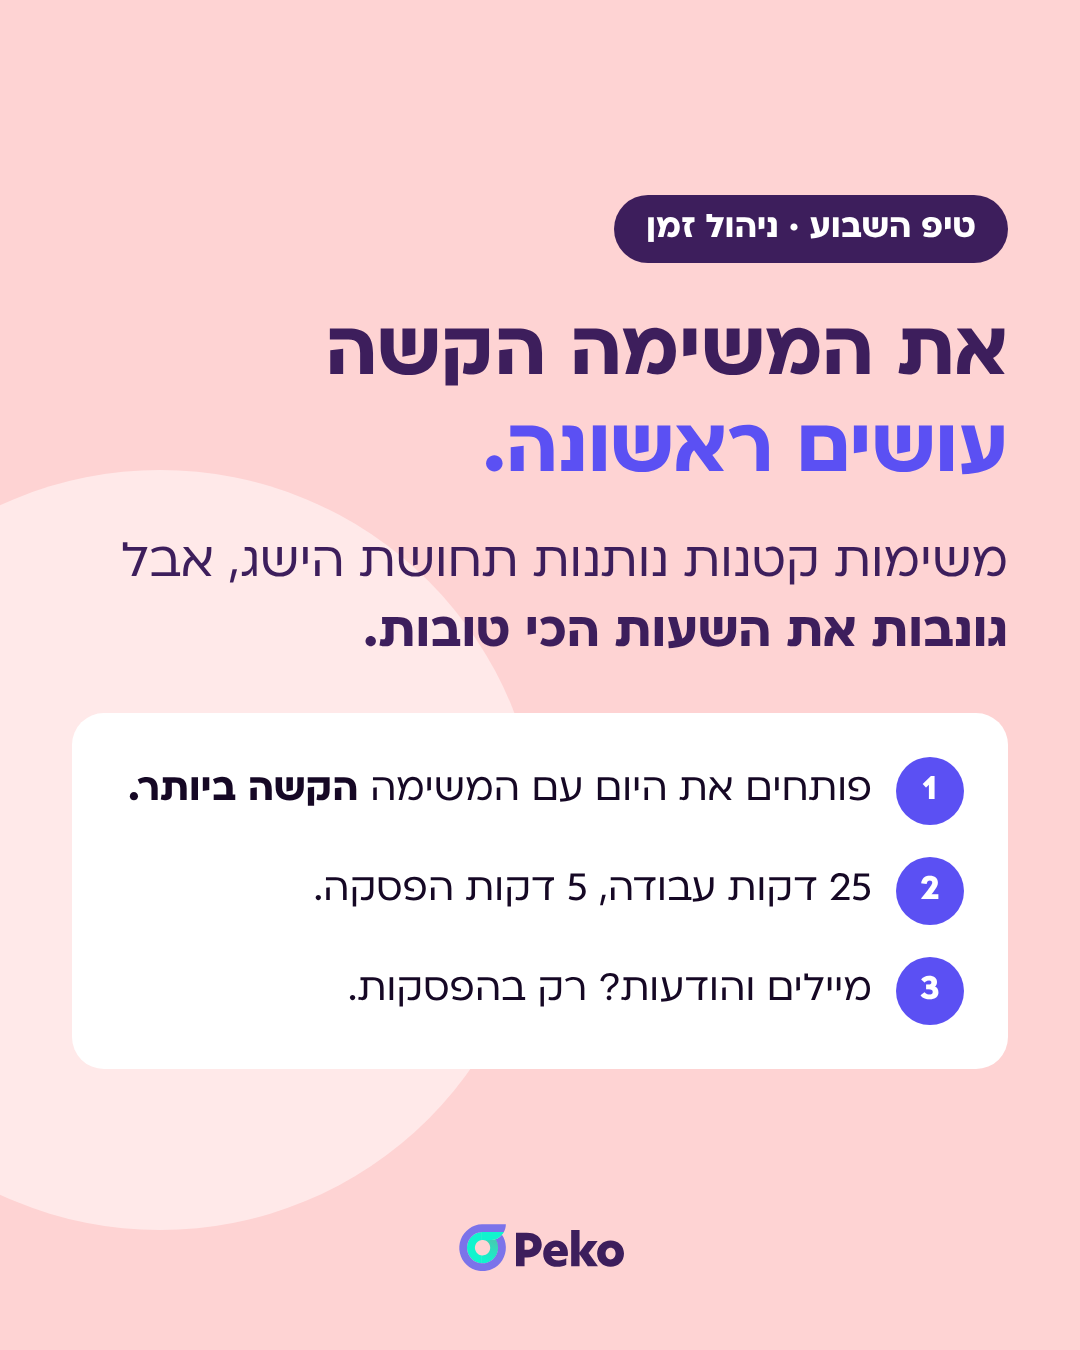 טיפ השבוע · ניהול זמן
את המשימה הקשה
עושים ראשונה.
משימות קטנות נותנות תחושת הישג, אבל
גונבות את השעות הכי טובות.
1 פותחים את היום עם המשימה הקשה ביותר.
2 25 דקות עבודה, 5 דקות הפסקה.
3 מיילים והודעות? רק בהפסקות.
Peko